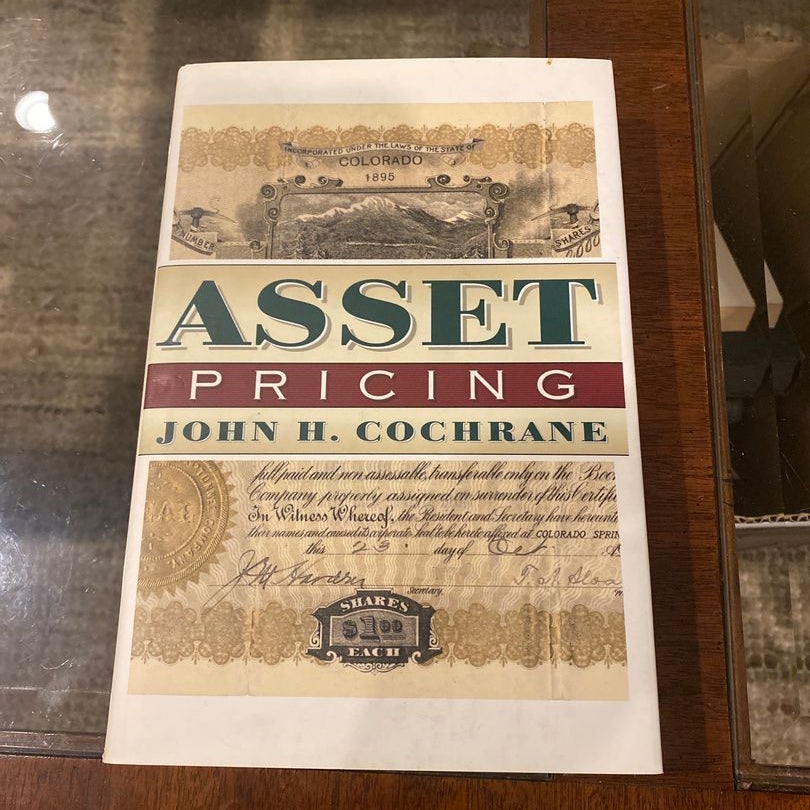 INCORPORATED UNDER THE LAWS OF THE STATE OF
COLORADO
1895
NUMBER
SHARES
ASSET
PRICING
JOHN H. COCHRANE
full paid and non assessable, transferable only on the
Company properly assigned, on surrender of this
In Witness Whereof, the President and Secretary have
their names and caused its corporate Seal to be hereto affixed at COLORADO
this 23 day of Oct
Secretary.
SHARES
$1.00
EACH